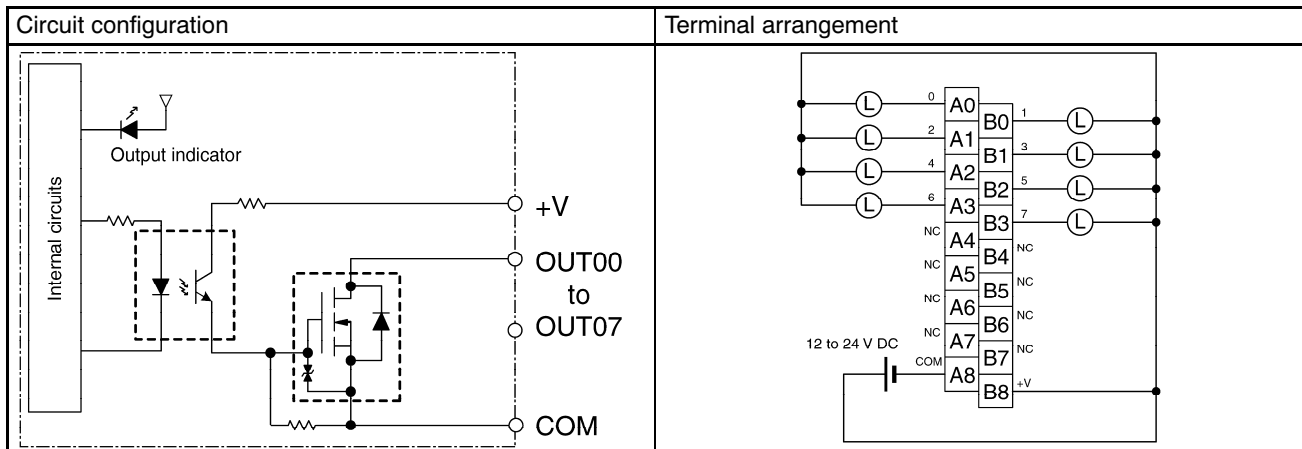 Circuit configuration
Terminal arrangement
Internal circuits
Output indicator
+V
OUT00
to
OUT07
COM
L 0 A0
B0 1 L
L 2 A1
B1 3 L
L 4 A2
B2 5 L
L 6 A3
B3 7 L
NC A4
B4 NC
NC A5
B5 NC
NC A6
B6 NC
NC A7
B7 NC
12 to 24 V DC
COM A8
B8 +V